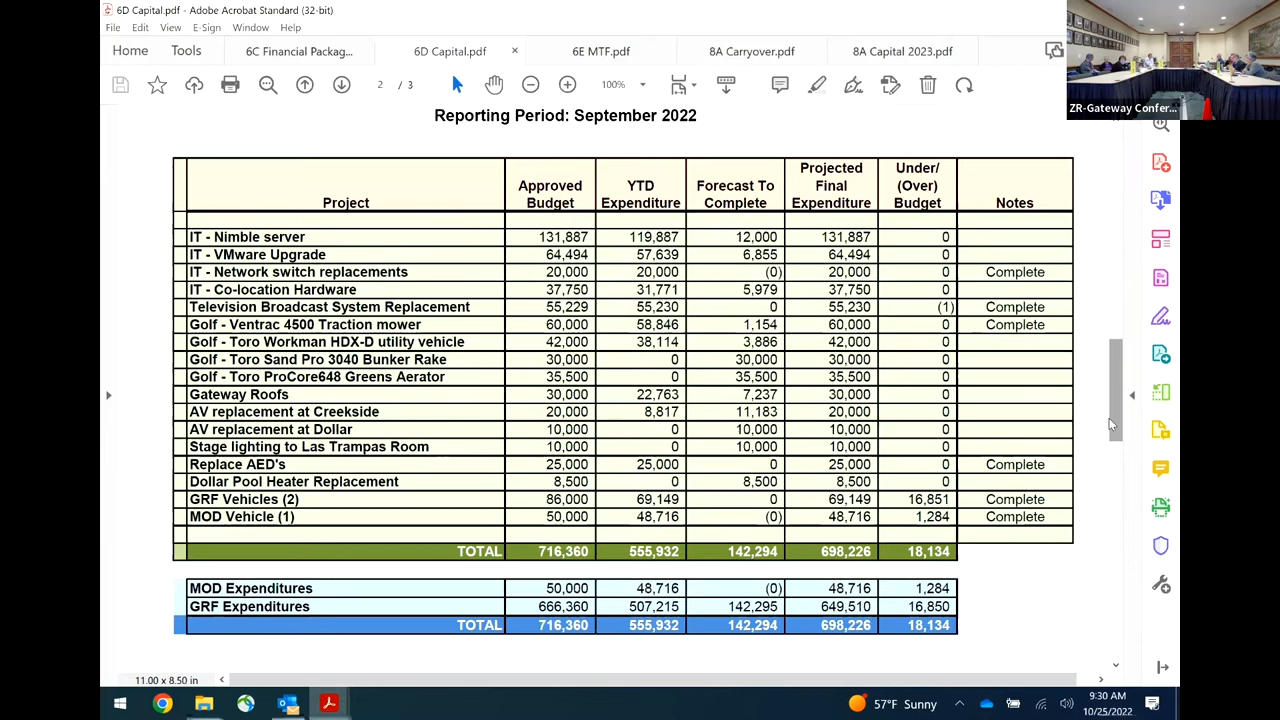 6D Capital.pdf - Adobe Acrobat Standard (32-bit)
File Edit View E-Sign Window Help
Home Tools 6C Financial Packag... 6D Capital.pdf × 6E MTF.pdf 8A Carryover.pdf 8A Capital 2023.pdf
2 / 3 100%
ZR-Gateway Confer...
Reporting Period: September 2022
Project Approved Budget YTD Expenditure Forecast To Complete Projected Final Expenditure Under/ (Over) Budget Notes
IT - Nimble server 131,887 119,887 12,000 131,887 0
IT - VMware Upgrade 64,494 57,639 6,855 64,494 0
IT - Network switch replacements 20,000 20,000 (0) 20,000 0 Complete
IT - Co-location Hardware 37,750 31,771 5,979 37,750 0
Television Broadcast System Replacement 55,229 55,230 0 55,230 (1) Complete
Golf - Ventrac 4500 Traction mower 60,000 58,846 1,154 60,000 0 Complete
Golf - Toro Workman HDX-D utility vehicle 42,000 38,114 3,886 42,000 0
Golf - Toro Sand Pro 3040 Bunker Rake 30,000 0 30,000 30,000 0
Golf - Toro ProCore648 Greens Aerator 35,500 0 35,500 35,500 0
Gateway Roofs 30,000 22,763 7,237 30,000 0
AV replacement at Creekside 20,000 8,817 11,183 20,000 0
AV replacement at Dollar 10,000 0 10,000 10,000 0
Stage lighting to Las Trampas Room 10,000 0 10,000 10,000 0
Replace AED's 25,000 25,000 0 25,000 0 Complete
Dollar Pool Heater Replacement 8,500 0 8,500 8,500 0
GRF Vehicles (2) 86,000 69,149 0 69,149 16,851 Complete
MOD Vehicle (1) 50,000 48,716 (0) 48,716 1,284 Complete
TOTAL 716,360 555,932 142,294 698,226 18,134
MOD Expenditures 50,000 48,716 (0) 48,716 1,284
GRF Expenditures 666,360 507,215 142,295 649,510 16,850
TOTAL 716,360 555,932 142,294 698,226 18,134
11.00 x 8.50 in
57°F Sunny 9:30 AM
10/25/2022